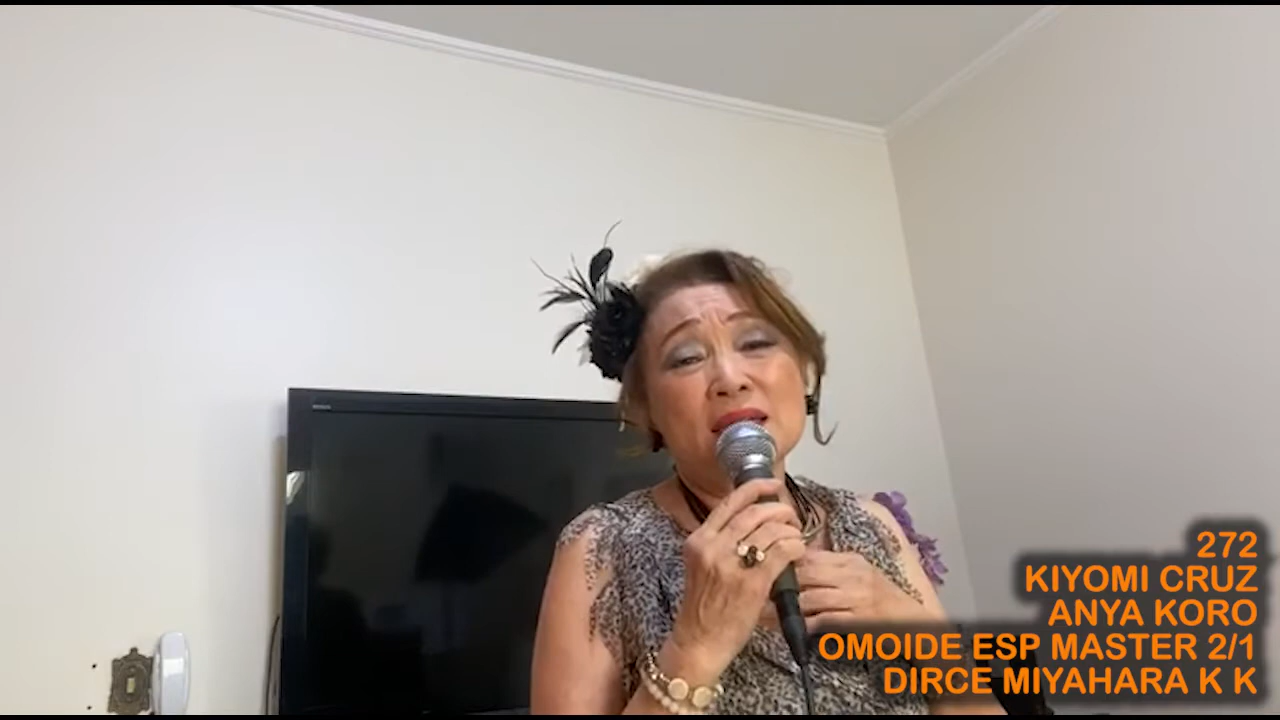 272
KIYOMI CRUZ
ANYA KORO
OMOIDE ESP MASTER 2/1
DIRCE MIYAHARA K K